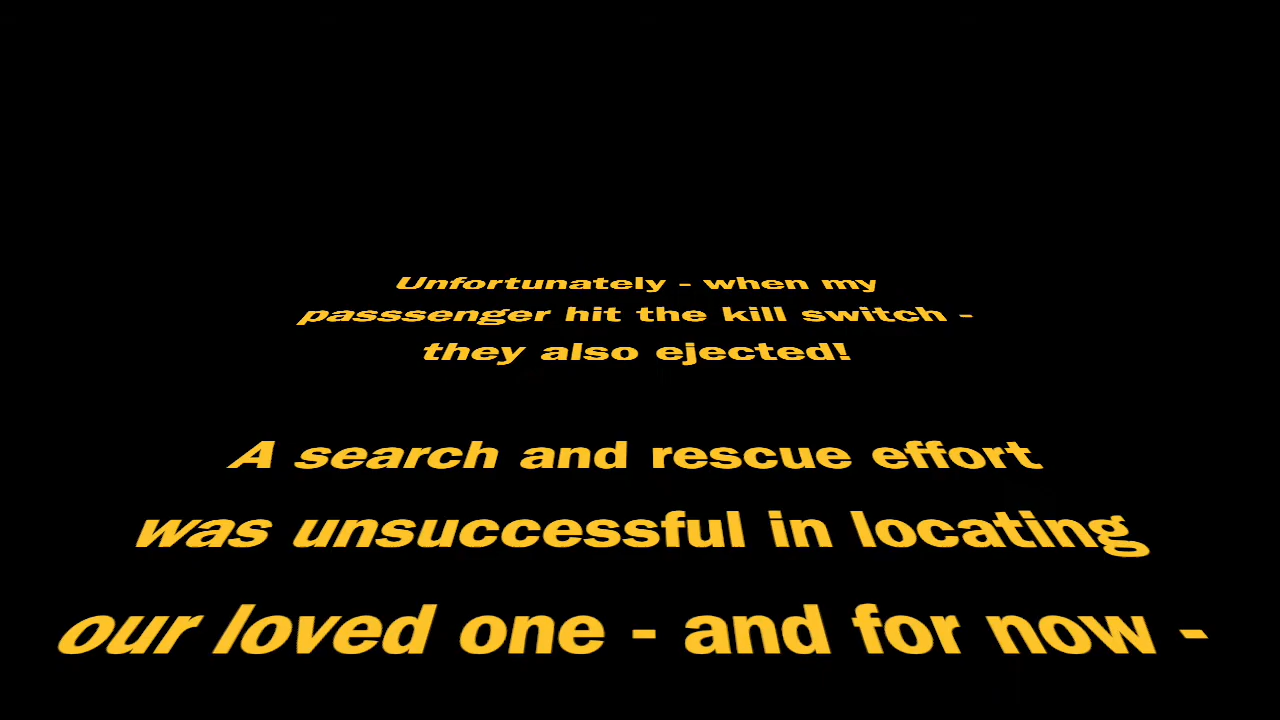 Unfortunately - when my
passsenger hit the kill switch -
they also ejected!
A search and rescue effort
was unsuccessful in locating
our loved one - and for now -